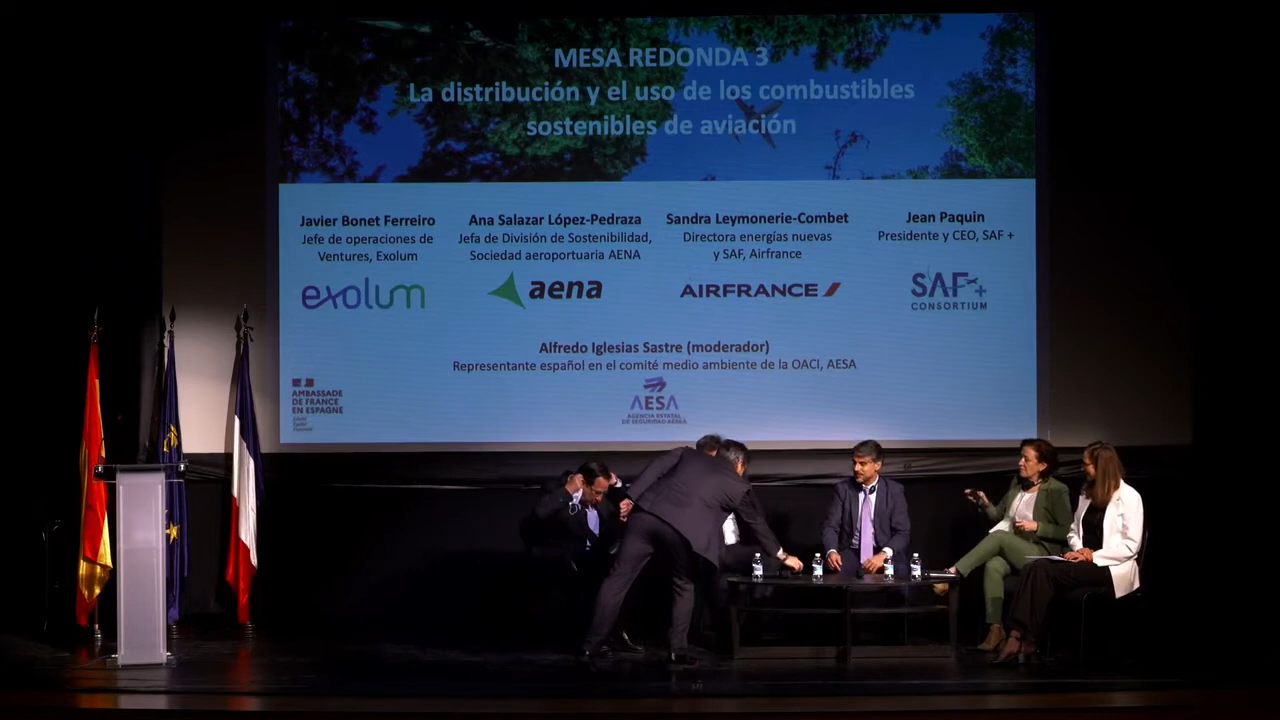 MESA REDONDA 3
La distribución y el uso de los combustibles
sostenibles de aviación
Javier Bonet Ferreiro
Jefe de operaciones de
Ventures, Exolum
exolum
Ana Salazar López-Pedraza
Jefa de División de Sostenibilidad,
Sociedad aeroportuaria AENA
aena
Sandra Leymonerie-Combet
Directora energías nuevas
y SAF, Airfrance
AIRFRANCE
Jean Paquin
Presidente y CEO, SAF +
SAF+
CONSORTIUM
Alfredo Iglesias Sastre (moderador)
Representante español en el comité medio ambiente de la OACI, AESA
AMBASSADE
DE FRANCE
EN ESPAGNE
AESA
AGENCIA ESTATAL
DE SEGURIDAD AÉREA